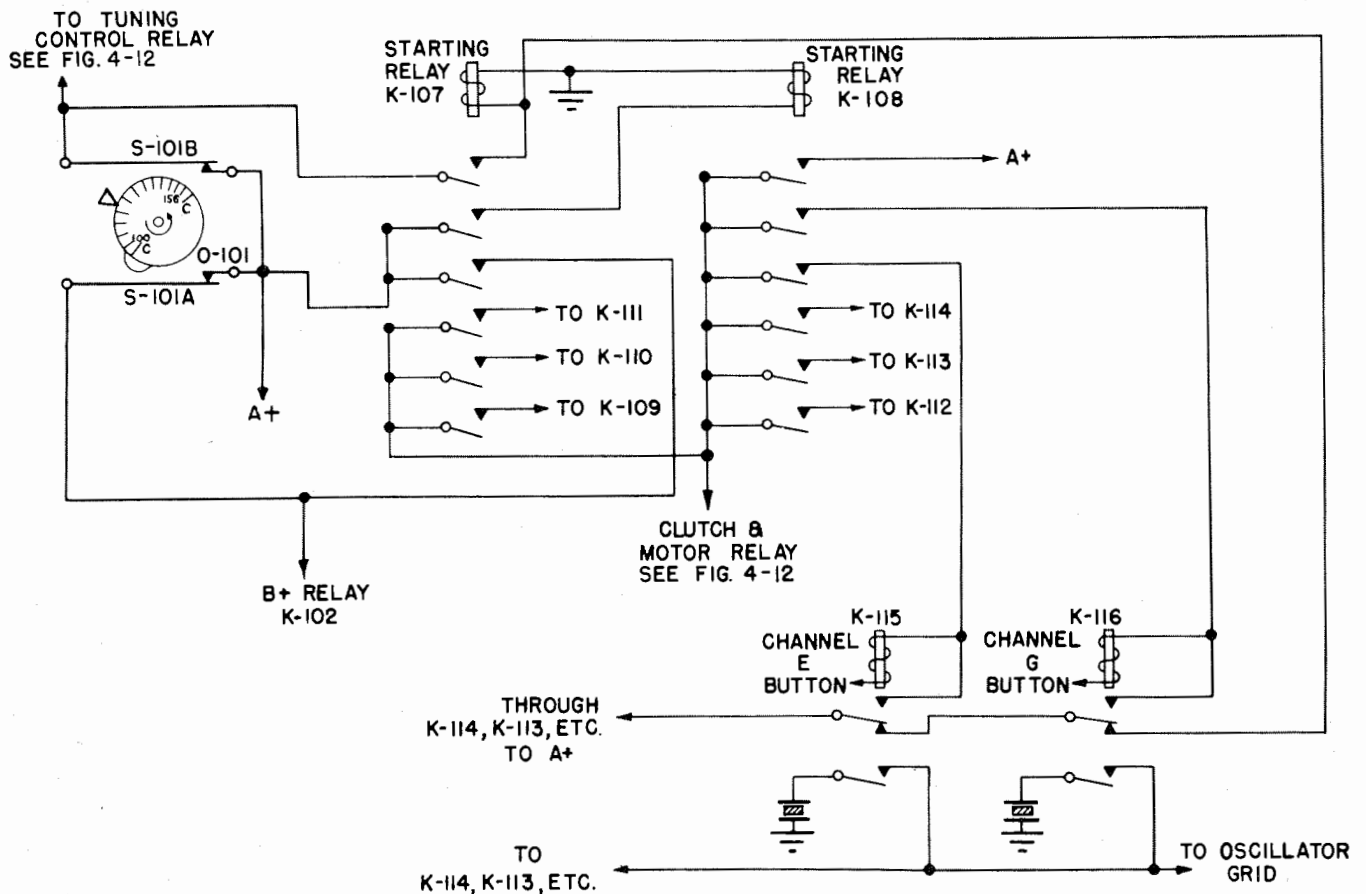 TO TUNING
CONTROL RELAY
SEE FIG. 4-12
STARTING
RELAY
K-107
STARTING
RELAY
K-108
S-101B
A+
156
C
100
C
O-101
S-101A
TO K-111
TO K-114
TO K-110
TO K-113
A+
TO K-109
TO K-112
CLUTCH &
MOTOR RELAY
SEE FIG. 4-12
B+ RELAY
K-102
K-115
CHANNEL
E
BUTTON
K-116
CHANNEL
G
BUTTON
THROUGH
K-114, K-113, ETC.
TO A+
TO
K-114, K-113, ETC.
TO OSCILLATOR
GRID